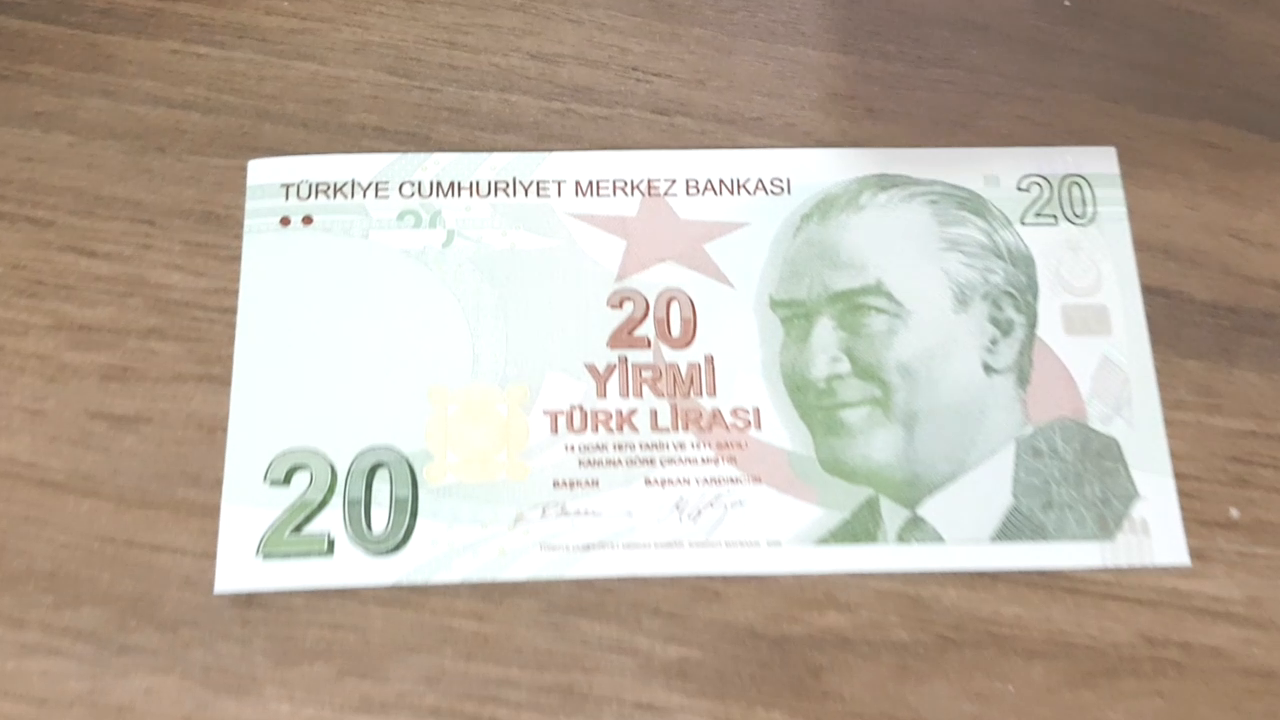 TÜRKİYE CUMHURİYET MERKEZ BANKASI
20
20
20
YİRMİ
TÜRK LİRASI
14 OCAK 1970 TARİH VE 1211 SAYILI
KANUNA GÖRE ÇIKARILMIŞTIR
BAŞKAN BAŞKAN YARDIMCISI
20